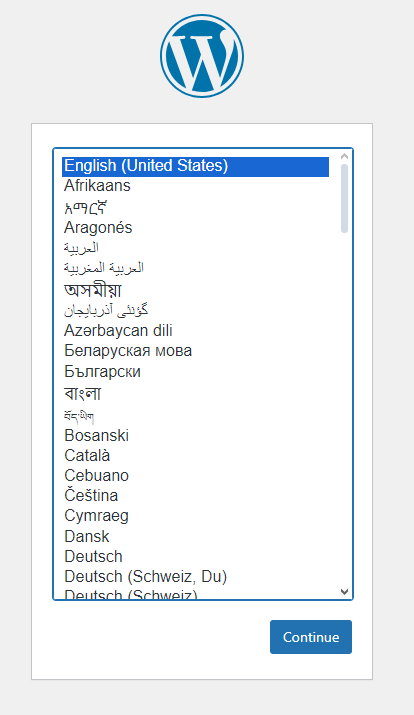 English (United States)
Afrikaans
አማርኛ
Aragonés
العربية
العربية المغربية
অসমীয়া
گؤنئی آذربایجان
Azərbaycan dili
Беларуская мова
Български
বাংলা
བོད་ཡིག
Bosanski
Català
Cebuano
Čeština
Cymraeg
Dansk
Deutsch
Deutsch (Schweiz, Du)
Deutsch (Schweiz)
Continue